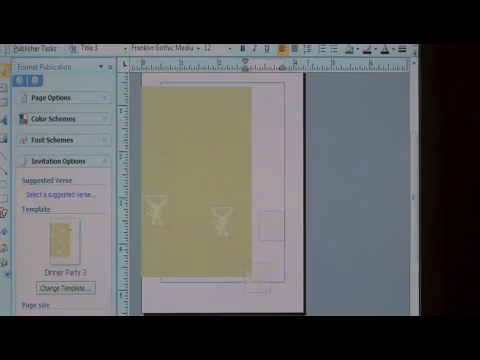 Publisher Tasks
Title 3
Franklin Gothic Mediu
12
Format Publication
Page Options
Color Schemes
Font Schemes
Invitation Options
Suggested Verse
Select a suggested verse...
Template
Dinner Party 3
Change Template...
Page size